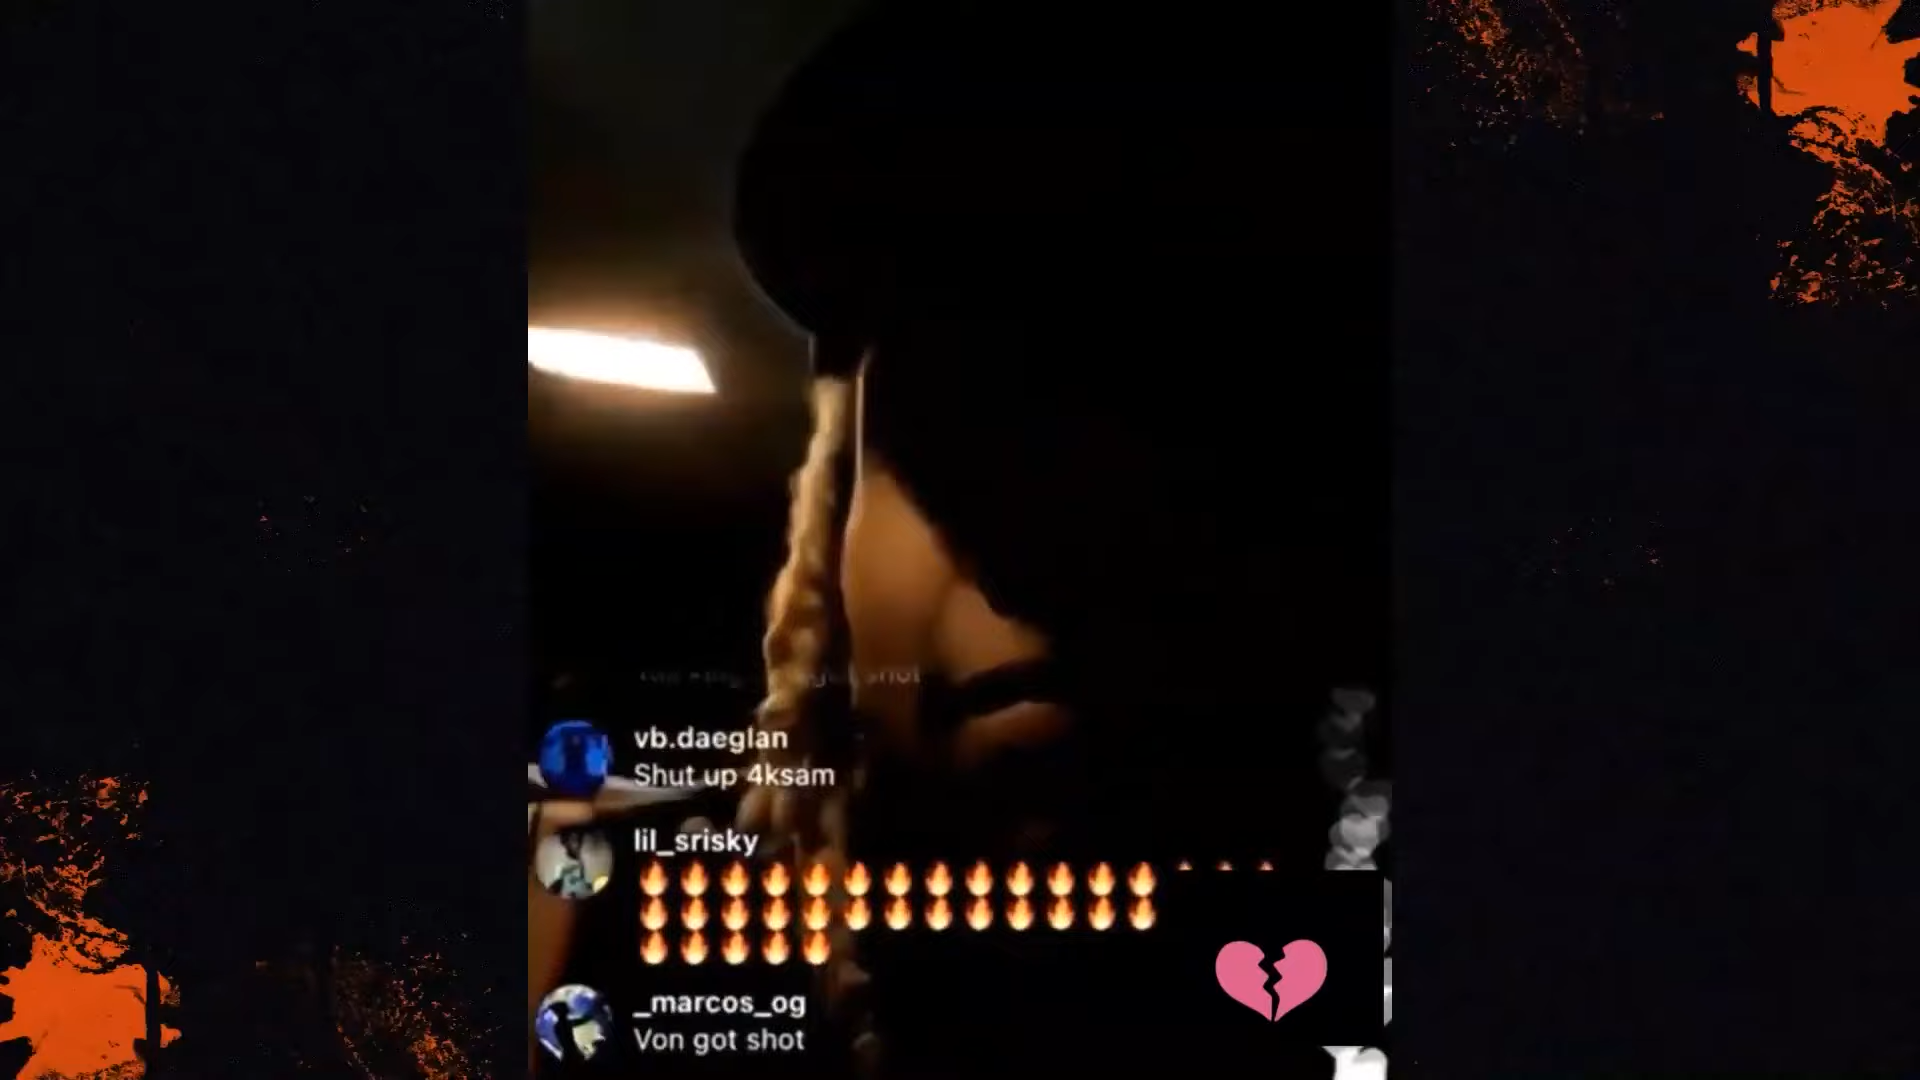 vb.daeglan
Shut up 4ksam
lil_srisky
_marcos_og
Von got shot